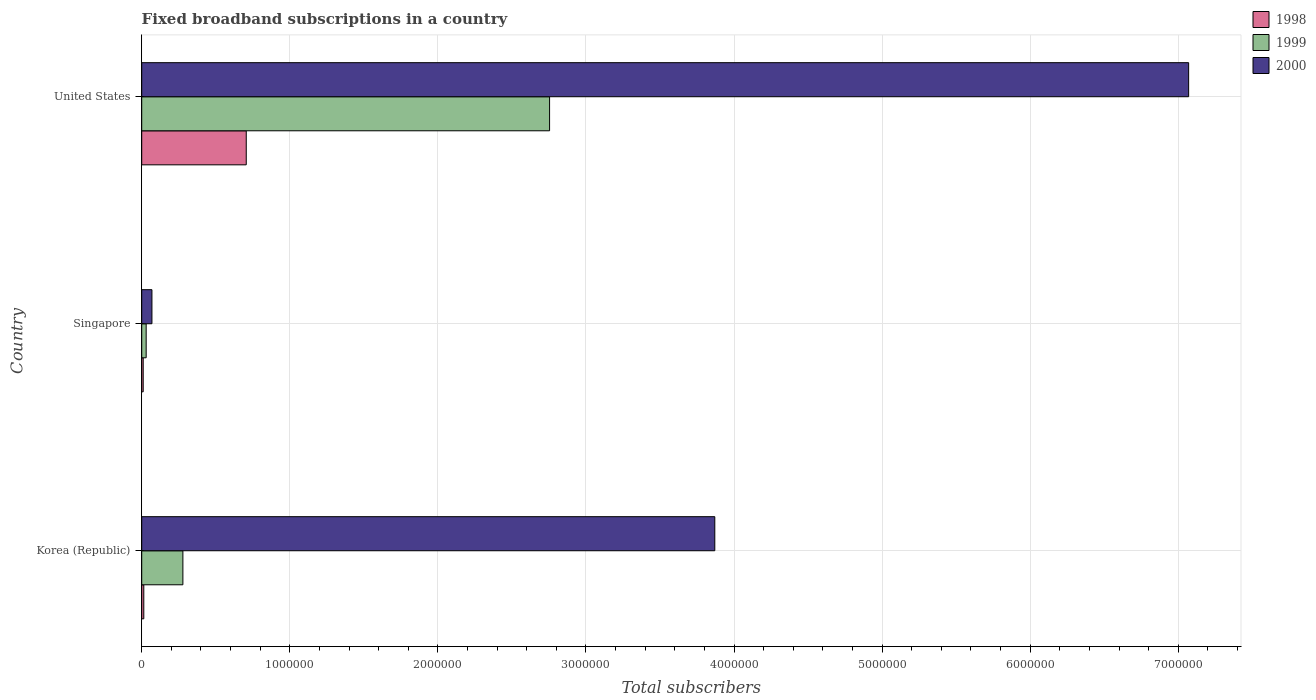 Fixed broadband subscriptions in a country
1998
1999
2000
United States
Singapore
Korea (Republic)
Country
0
1000000
2000000
3000000
4000000
5000000
6000000
7000000
Total subscribers